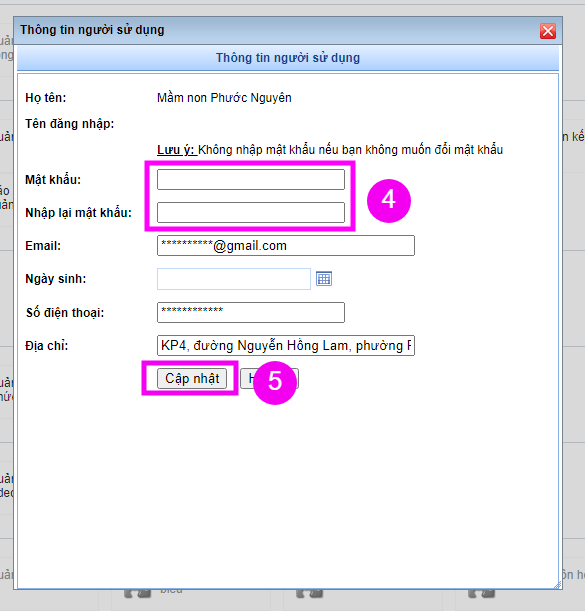 Thông tin người sử dụng
Thông tin người sử dụng
Họ tên: Mầm non Phước Nguyên
Tên đăng nhập:
Lưu ý: Không nhập mật khẩu nếu bạn không muốn đổi mật khẩu
Mật khẩu:
4
Nhập lại mật khẩu:
Email: **********@gmail.com
Ngày sinh:
Số điện thoại: ************
Địa chỉ: KP4, đường Nguyễn Hồng Lam, phường
Cập nhật
5